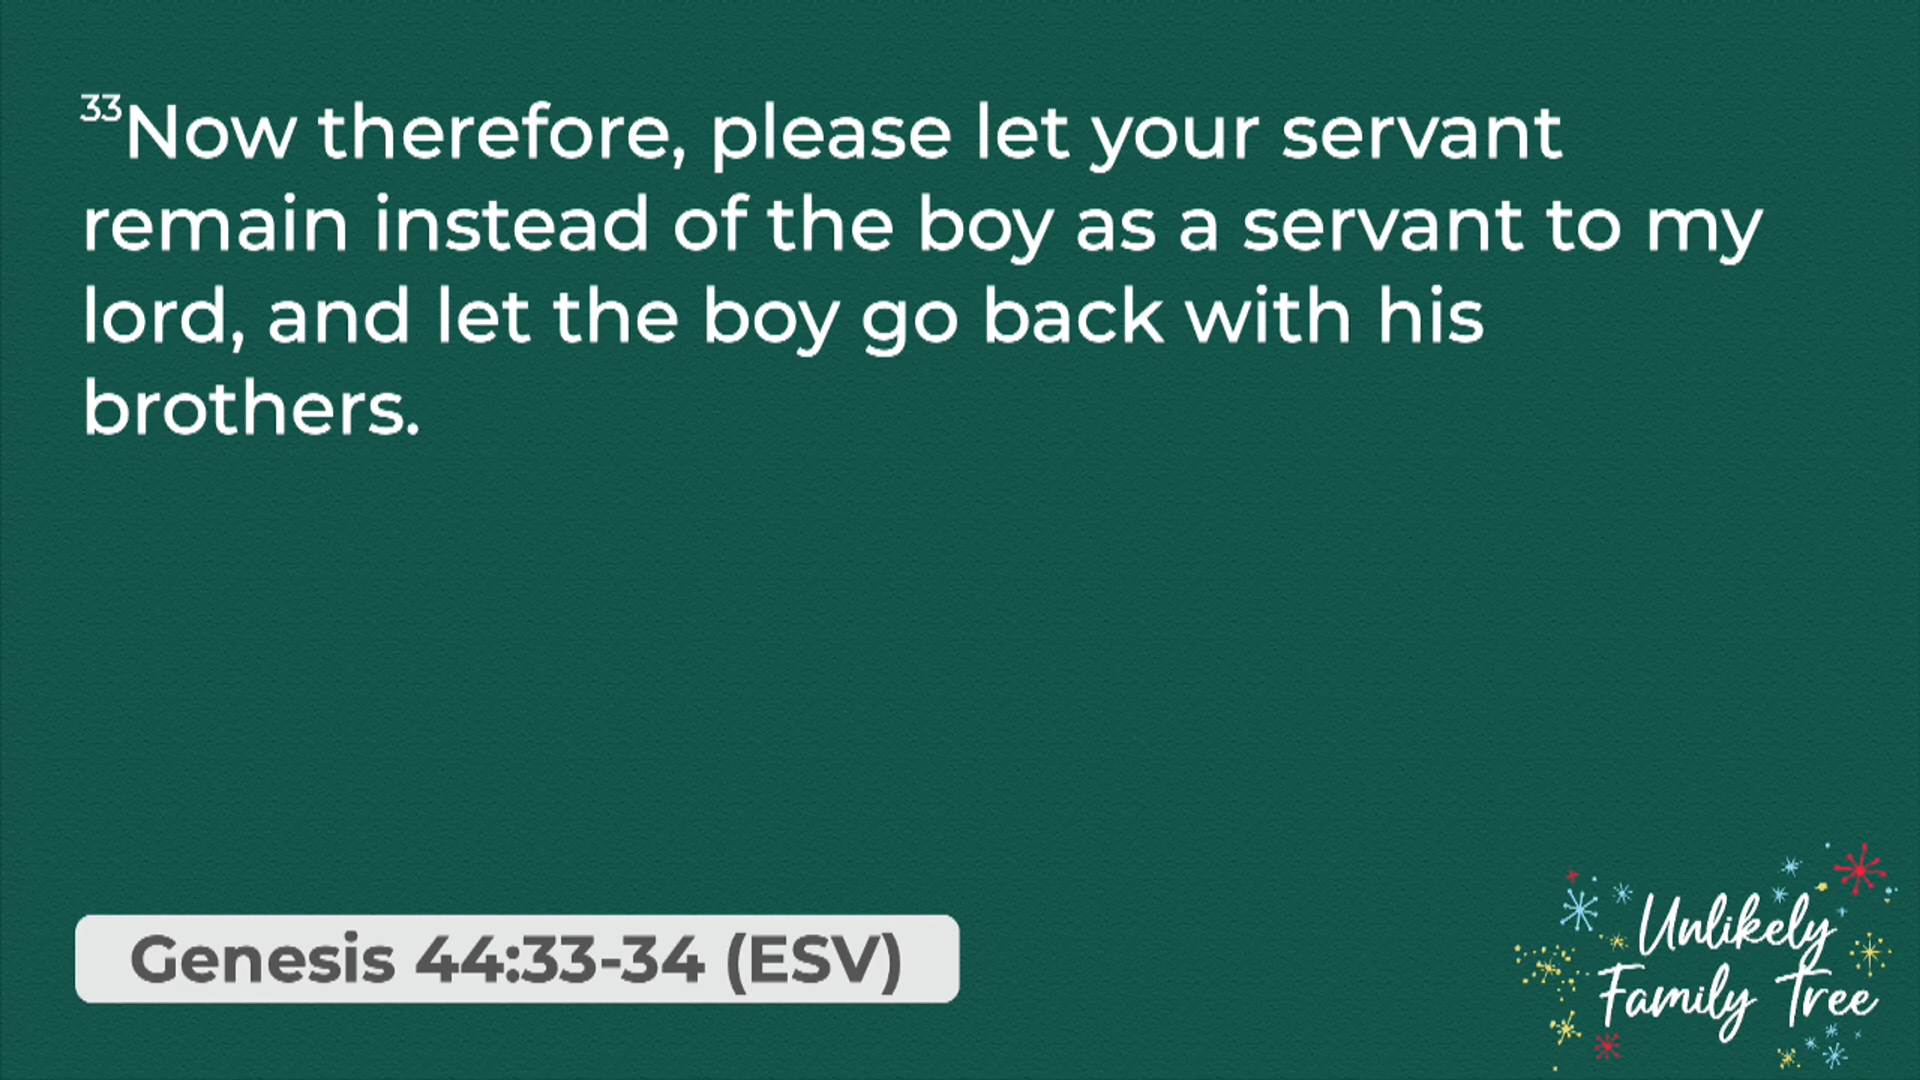 33Now therefore, please let your servant
remain instead of the boy as a servant to my
lord, and let the boy go back with his
brothers.
Genesis 44:33-34 (ESV)
Unlikely
Family Tree